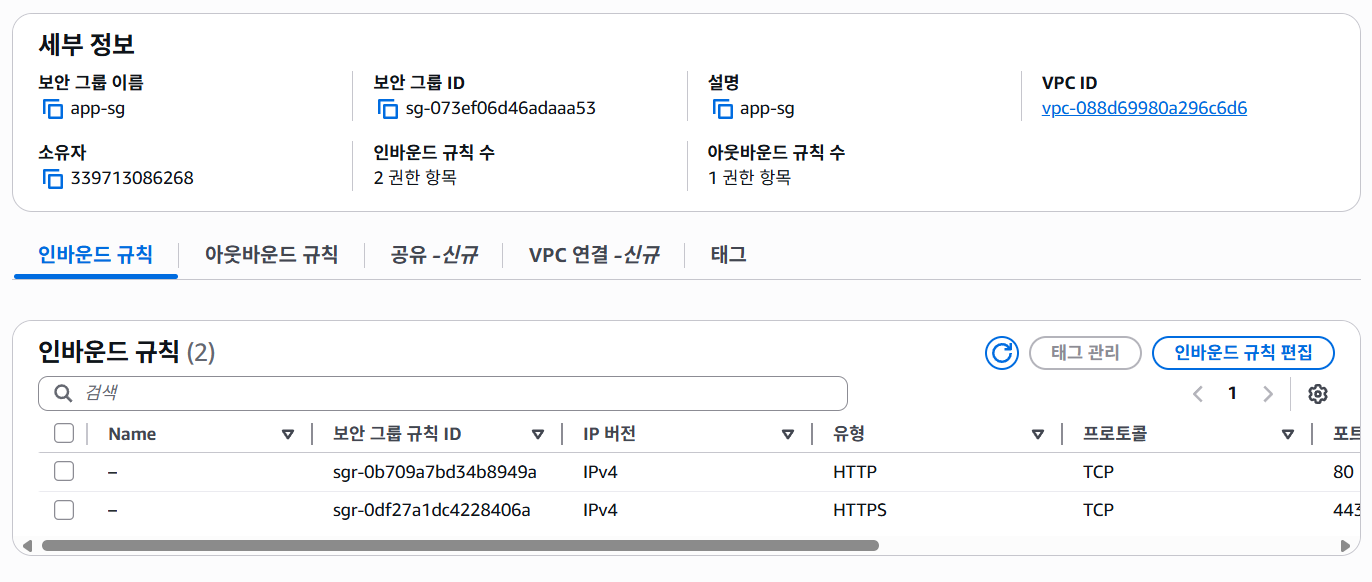 세부 정보
보안 그룹 이름 보안 그룹 ID 설명 VPC ID
app-sg sg-073ef06d46adaaa53 app-sg vpc-088d69980a296c6d6
소유자 인바운드 규칙 수 아웃바운드 규칙 수
339713086268 2 권한 항목 1 권한 항목
인바운드 규칙 아웃바운드 규칙 공유 -신규 VPC 연결 -신규 태그
인바운드 규칙 (2) 태그 관리 인바운드 규칙 편집
검색 1
Name 보안 그룹 규칙 ID IP 버전 유형 프로토콜 포트
– sgr-0b709a7bd34b8949a IPv4 HTTP TCP 80
– sgr-0df27a1dc4228406a IPv4 HTTPS TCP 443